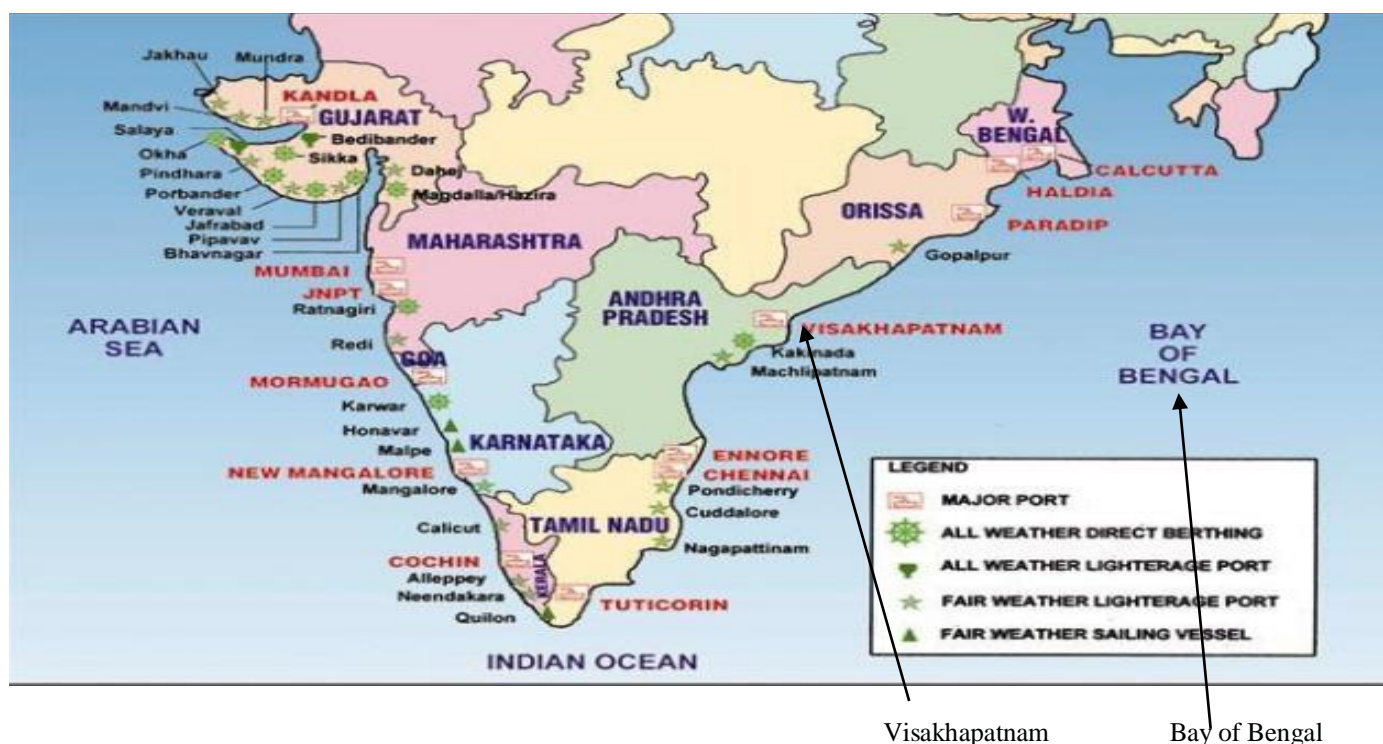 Jakhau
Mundra
Mandvi
KANDLA
GUJARAT
Salaya
Bedibander
Okha
Sikka
Pindhara
Dahej
Porbander
Magdalla/Hazira
Veraval
Jafrabad
Pipavav
Bhavnagar
MAHARASHTRA
MUMBAI
JNPT
Ratnagiri
ARABIAN
SEA
Redi
GOA
MORMUGAO
Karwar
Honavar
Malpe
KARNATAKA
NEW MANGALORE
Mangalore
Calicut
TAMIL NADU
COCHIN
Alleppey
KERALA
Neendakara
Quilon
TUTICORIN
INDIAN OCEAN
W.
BENGAL
CALCUTTA
HALDIA
ORISSA
PARADIP
Gopalpur
ANDHRA
PRADESH
VISAKHAPATNAM
Kakinada
Machlipatnam
BAY
OF
BENGAL
ENNORE
CHENNAI
Pondicherry
Cuddalore
Nagapattinam
LEGEND
MAJOR PORT
ALL WEATHER DIRECT BERTHING
ALL WEATHER LIGHTERAGE PORT
FAIR WEATHER LIGHTERAGE PORT
FAIR WEATHER SAILING VESSEL
Visakhapatnam
Bay of Bengal